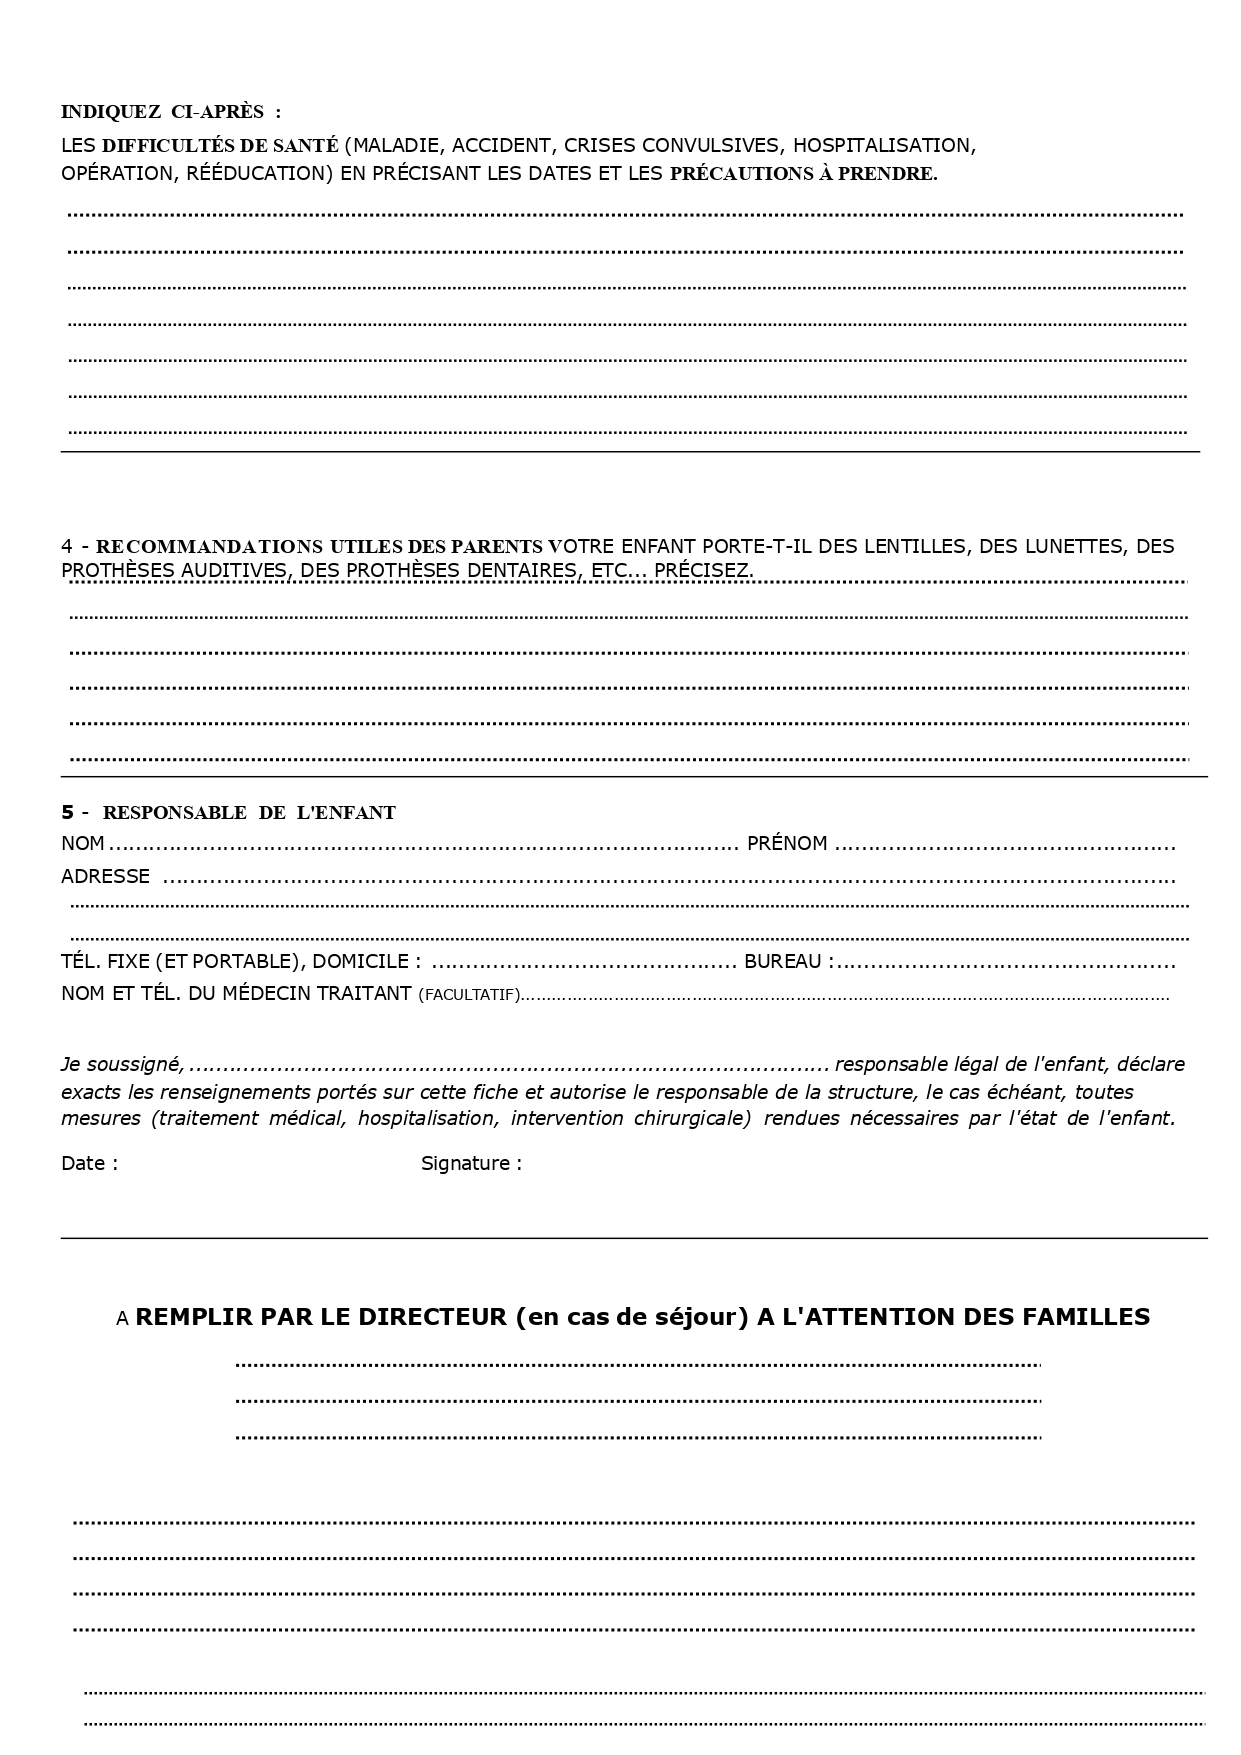 INDIQUEZ CI-APRÈS :
LES DIFFICULTÉS DE SANTÉ (MALADIE, ACCIDENT, CRISES CONVULSIVES, HOSPITALISATION,
OPÉRATION, RÉÉDUCATION) EN PRÉCISANT LES DATES ET LES PRÉCAUTIONS À PRENDRE.
4 - RECOMMANDATIONS UTILES DES PARENTS VOTRE ENFANT PORTE-T-IL DES LENTILLES, DES LUNETTES, DES
PROTHÈSES AUDITIVES, DES PROTHÈSES DENTAIRES, ETC... PRÉCISEZ.
5 - RESPONSABLE DE L'ENFANT
NOM ........................................ PRÉNOM ........................................
ADRESSE ........................................
TÉL. FIXE (ET PORTABLE), DOMICILE : ........................................ BUREAU :........................................
NOM ET TÉL. DU MÉDECIN TRAITANT (FACULTATIF)........................................
Je soussigné, ........................................ responsable légal de l'enfant, déclare
exacts les renseignements portés sur cette fiche et autorise le responsable de la structure, le cas échéant, toutes
mesures (traitement médical, hospitalisation, intervention chirurgicale) rendues nécessaires par l'état de l'enfant.
Date : Signature :
A REMPLIR PAR LE DIRECTEUR (en cas de séjour) A L'ATTENTION DES FAMILLES